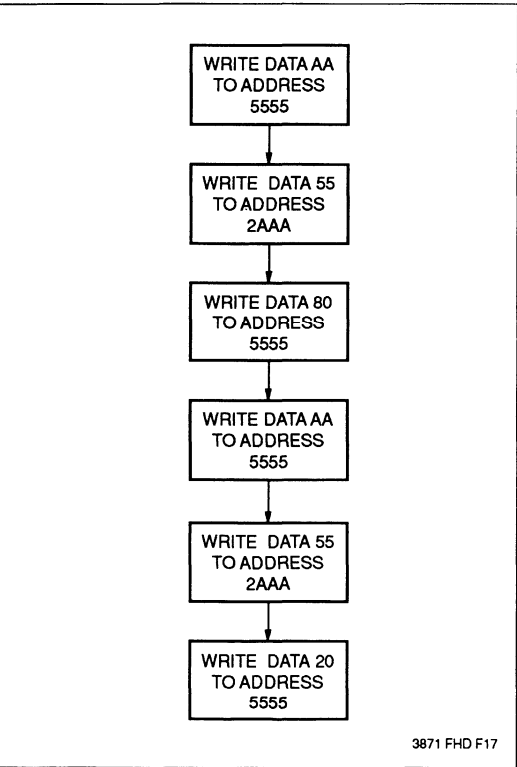 WRITE DATA AA
TO ADDRESS
5555
WRITE DATA 55
TO ADDRESS
2AAA
WRITE DATA 80
TO ADDRESS
5555
WRITE DATA AA
TO ADDRESS
5555
WRITE DATA 55
TO ADDRESS
2AAA
WRITE DATA 20
TO ADDRESS
5555
3871 FHD F17